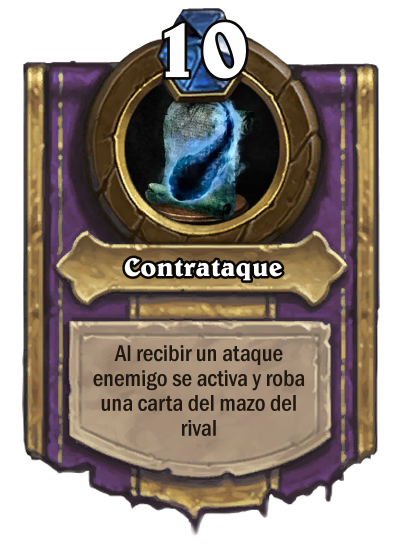 10
Contrataque
Al recibir un ataque
enemigo se activa y roba
una carta del mazo del
rival